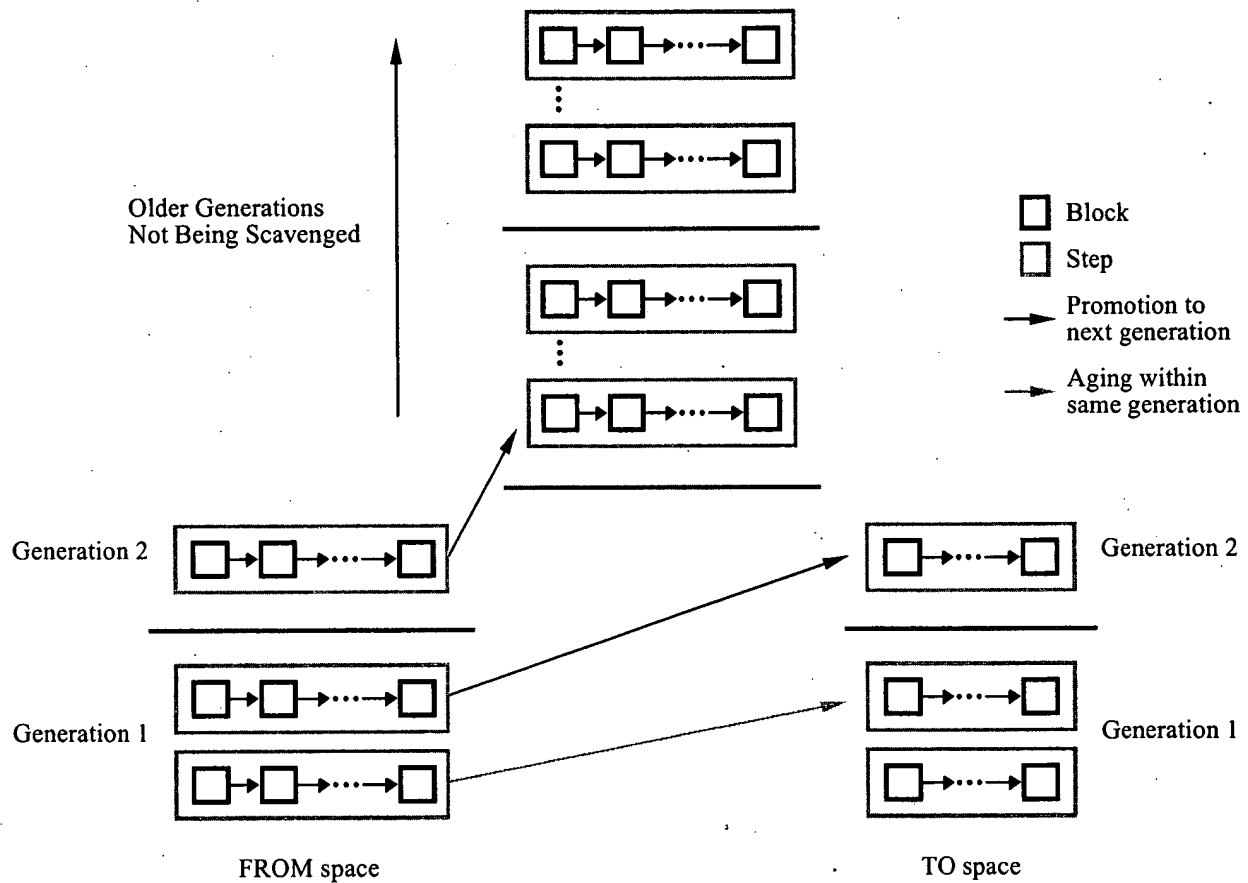 Older Generations
Not Being Scavenged
Block
Step
Promotion to
next generation
Aging within
same generation
Generation 2
Generation 2
Generation 1
Generation 1
FROM space
TO space